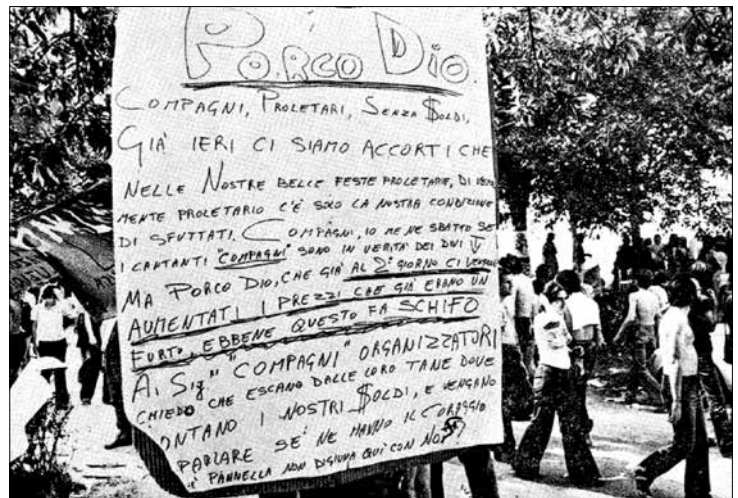 PORCO DIO.
COMPAGNI, PROLETARI, SENZA $OLDI,
GIÀ IERI CI SIAMO ACCORTI CHE
NELLE NOSTRE BELLE FESTE PROLETARIE, DI VERA
MENTE PROLETARIO C'È SOLO LA NOSTRA CONDIZIONE
DI SFUTTATI. COMPAGNI, IO ME NE SBATTO SE
I CANTANTI "COMPAGNI" SONO IN VERITÀ DEI DIVI
MA PORCO DIO, CHE GIÀ AL 2° GIORNO CI VENGANO
AUMENTATI I PREZZI CHE GIÀ ERANO UN
FURTO, EBBENE QUESTO FA SCHIFO
AI SIG.RI "COMPAGNI" ORGANIZZATORI
CHIEDO CHE ESCANO DALLE LORO TANE DOVE
CONTANO I NOSTRI $OLDI, E VENGANO
A PARLARE SE NE HANNO IL CORAGGIO
PANNELLA NON DIGIUNA QUÌ CON NOI